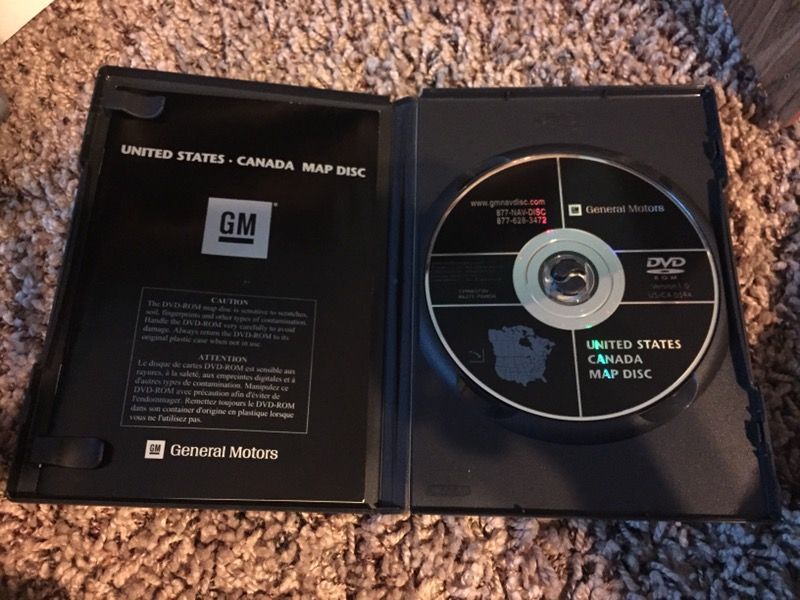 UNITED STATES • CANADA MAP DISC
GM
CAUTION
The DVD-ROM map disc is sensitive to scratches,
soil, fingerprints and other types of contamination.
Handle the DVD-ROM very carefully to avoid
damage. Always return the DVD-ROM to its
original plastic case when not in use.
ATTENTION
Le disque de cartes DVD-ROM est sensible aux
rayures, à la saleté, aux empreintes digitales et à
d'autres types de contamination. Manipulez ce
DVD-ROM avec précaution afin d'éviter de
l'endommager. Remettez toujours le DVD-ROM
dans son container d'origine en plastique lorsque
vous ne l'utilisez pas.
GM General Motors
www.gmnavdisc.com
877-NAV-DISC
877-628-3472
GM General Motors
DVD
ROM
Version
UNITED STATES
CANADA
MAP DISC